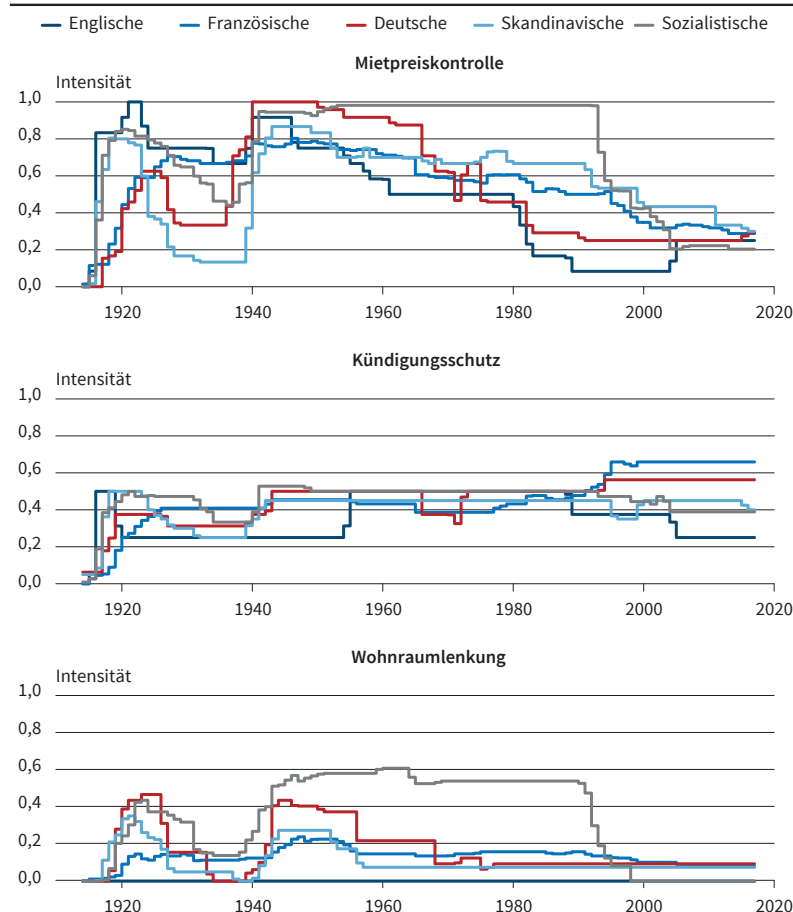 Englische Französische Deutsche Skandinavische Sozialistische
Mietpreiskontrolle
Intensität
1,0
0,8
0,6
0,4
0,2
0,0
1920 1940 1960 1980 2000 2020
Kündigungsschutz
Intensität
1,0
0,8
0,6
0,4
0,2
0,0
1920 1940 1960 1980 2000 2020
Wohnraumlenkung
Intensität
1,0
0,8
0,6
0,4
0,2
0,0
1920 1940 1960 1980 2000 2020